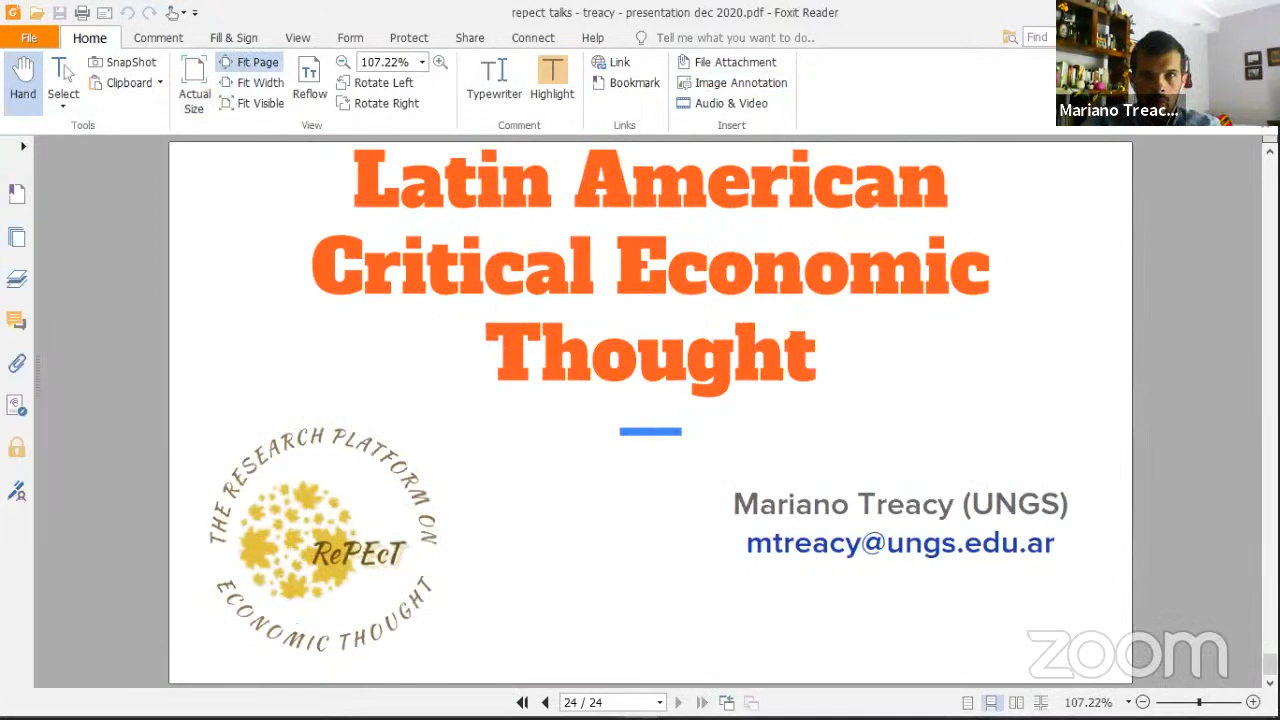 repect talks - treacy - presentation dec 2020.pdf - Foxit Reader
File Home Comment Fill & Sign View Form Protect Share Connect Help Tell me what you want to do.. Find
Hand
Select
SnapShot
Clipboard
Tools
Actual Size
Fit Page
Fit Width
Fit Visible
Reflow
107.22%
Rotate Left
Rotate Right
View
Typewriter
Highlight
Comment
Link
Bookmark
Links
File Attachment
Image Annotation
Audio & Video
Insert
Mariano Treac...
Latin American
Critical Economic
Thought
THE RESEARCH PLATFORM ON
RePEcT
ECONOMIC THOUGHT
Mariano Treacy (UNGS)
mtreacy@ungs.edu.ar
zoom
24 / 24
107.22%